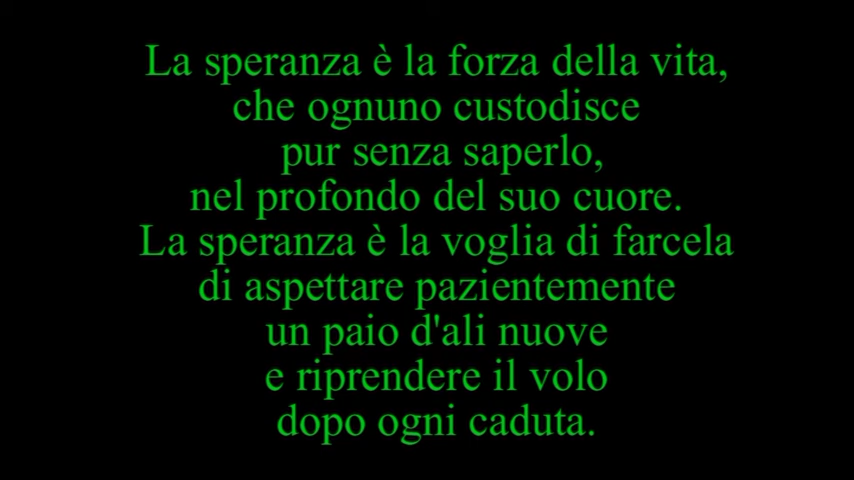 La speranza è la forza della vita,
che ognuno custodisce
pur senza saperlo,
nel profondo del suo cuore.
La speranza è la voglia di farcela
di aspettare pazientemente
un paio d'ali nuove
e riprendere il volo
dopo ogni caduta.